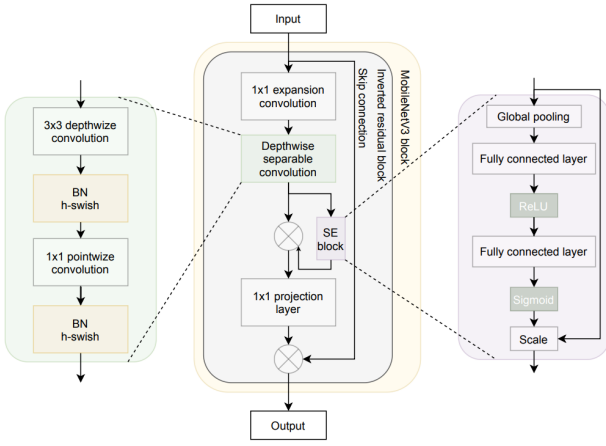 Input
3x3 depthwize
convolution
BN
h-swish
1x1 pointwize
convolution
BN
h-swish
1x1 expansion
convolution
Depthwise
separable
convolution
SE
block
1x1 projection
layer
Skip connection
Inverted residual block
MobileNetV3 block
Output
Global pooling
Fully connected layer
ReLU
Fully connected layer
Sigmoid
Scale